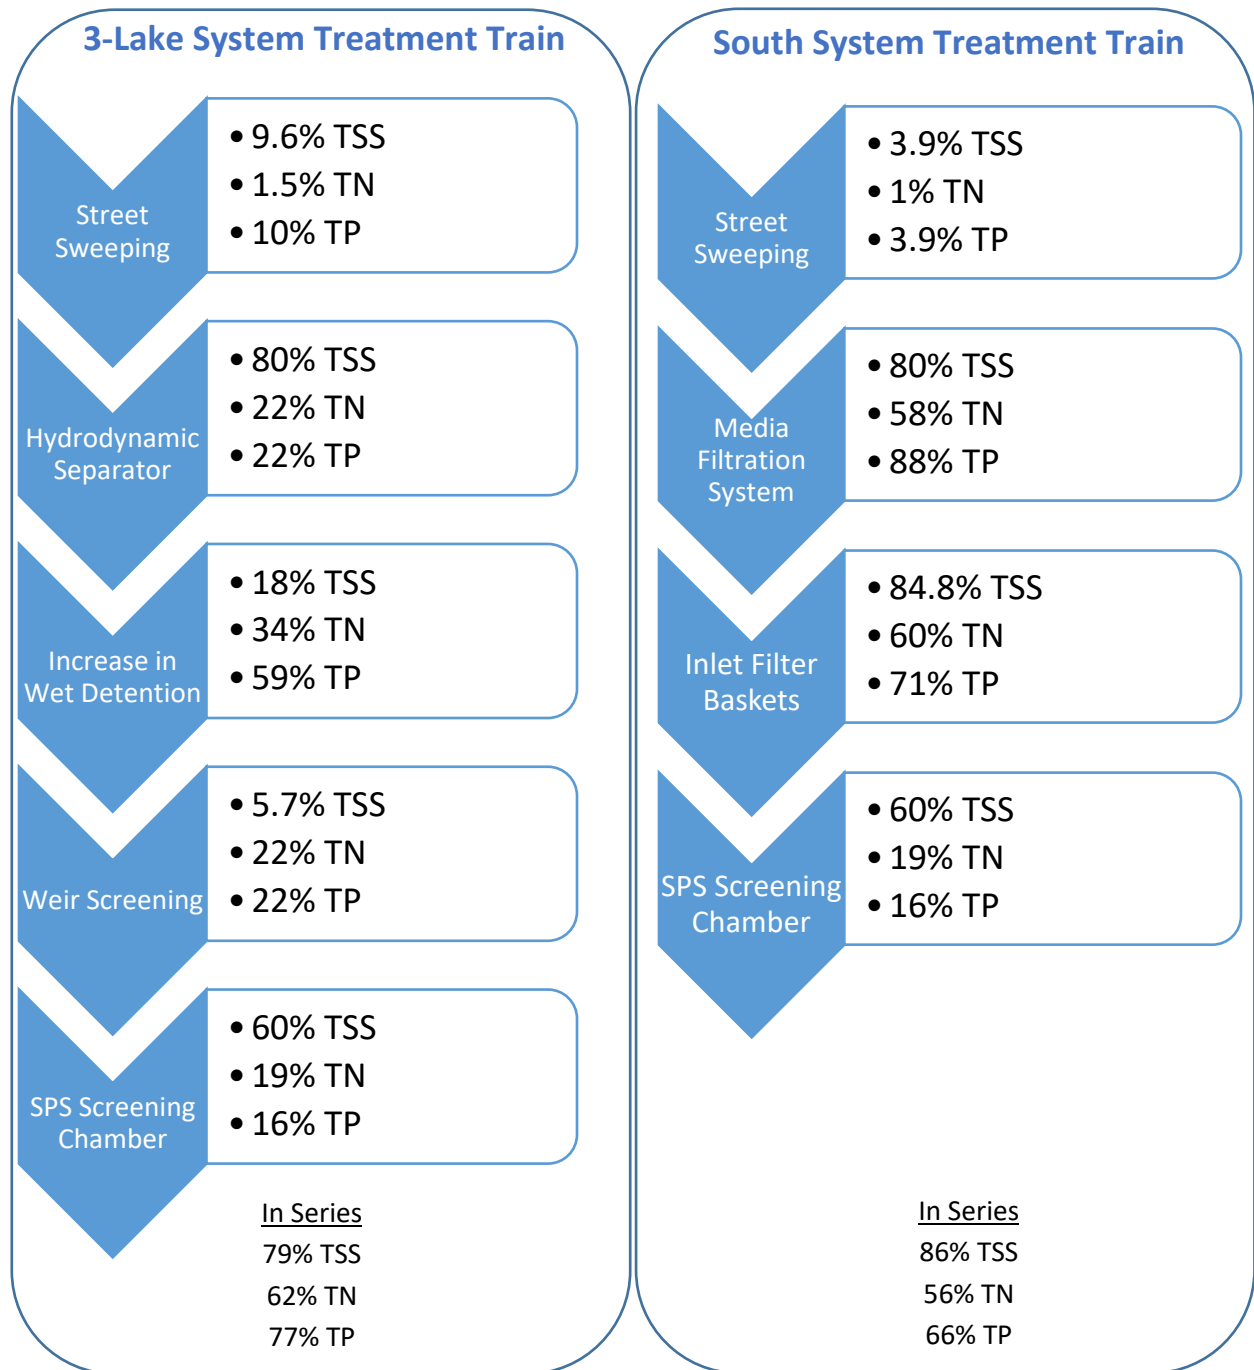 3-Lake System Treatment Train
Street
Sweeping
• 9.6% TSS
• 1.5% TN
• 10% TP
Hydrodynamic
Separator
• 80% TSS
• 22% TN
• 22% TP
Increase in
Wet Detention
• 18% TSS
• 34% TN
• 59% TP
Weir Screening
• 5.7% TSS
• 22% TN
• 22% TP
SPS Screening
Chamber
• 60% TSS
• 19% TN
• 16% TP
In Series
79% TSS
62% TN
77% TP
South System Treatment Train
Street
Sweeping
• 3.9% TSS
• 1% TN
• 3.9% TP
Media
Filtration
System
• 80% TSS
• 58% TN
• 88% TP
Inlet Filter
Baskets
• 84.8% TSS
• 60% TN
• 71% TP
SPS Screening
Chamber
• 60% TSS
• 19% TN
• 16% TP
In Series
86% TSS
56% TN
66% TP